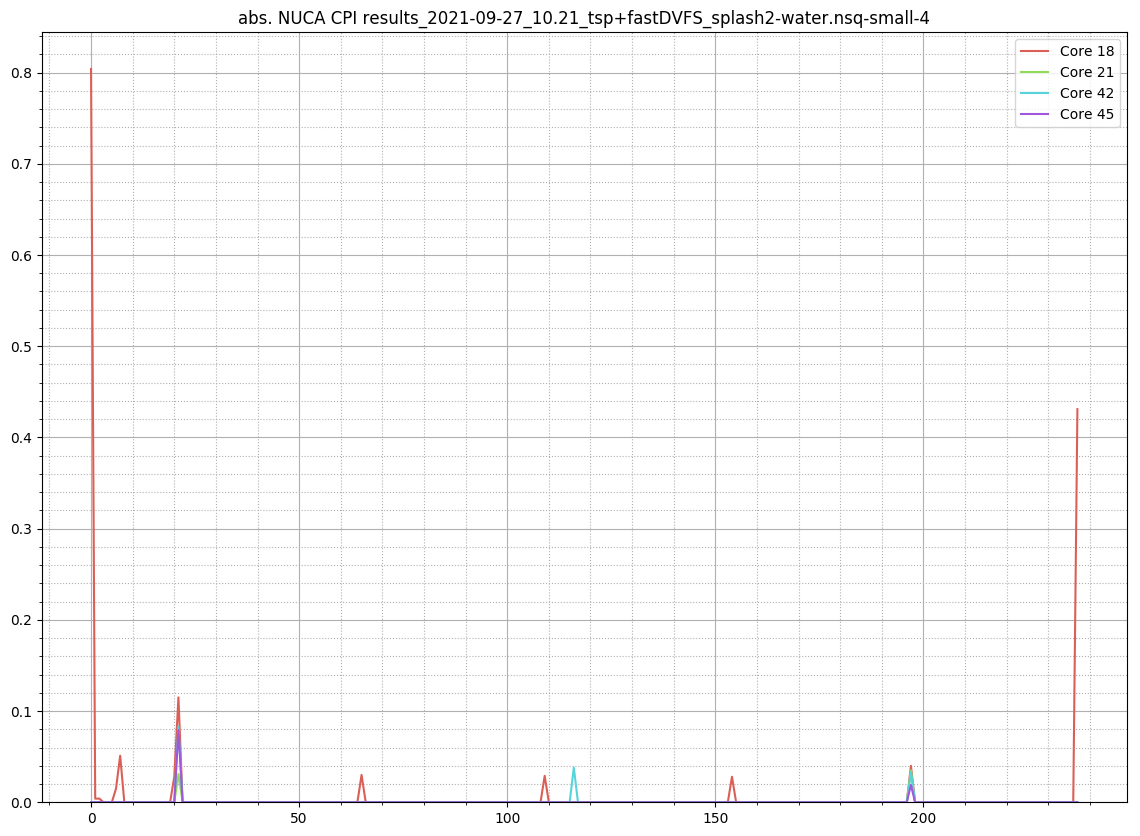 abs. NUCA CPI results_2021-09-27_10.21_tsp+fastDVFS_splash2-water.nsq-small-4
Core 18
Core 21
Core 42
Core 45
0.8
0.7
0.6
0.5
0.4
0.3
0.2
0.1
0.0
0
50
100
150
200